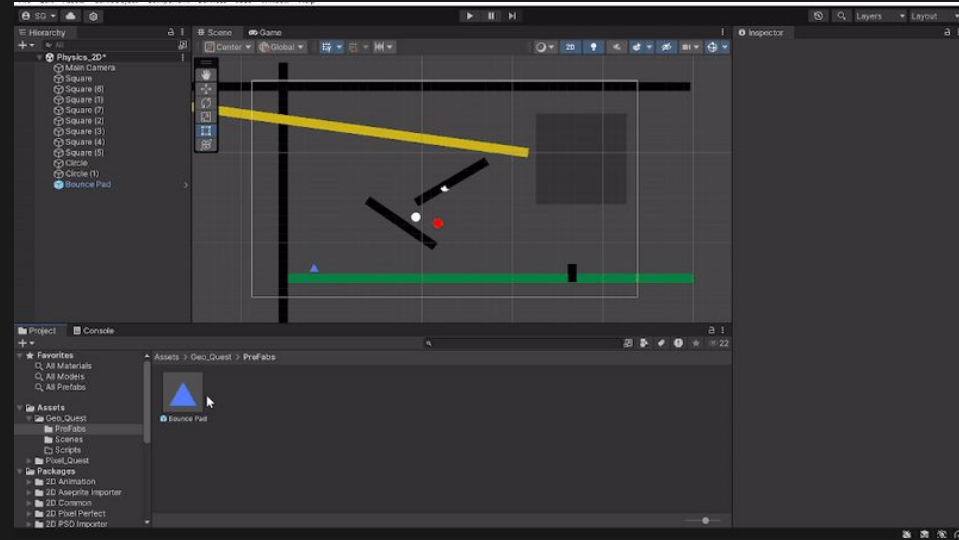 SG
Layers
Layout
Hierarchy
Scene
Game
Inspector
All
Center
Global
2D
Physics_2D*
Main Camera
Square
Square (6)
Square (1)
Square (7)
Square (2)
Square (3)
Square (4)
Square (5)
Circle
Circle (1)
Bounce Pad
Project
Console
22
Favorites
All Materials
All Models
All Prefabs
Assets > Geo_Quest > PreFabs
Bounce Pad
Assets
Geo_Quest
PreFabs
Scenes
Scripts
Pixel_Quest
Packages
2D Animation
2D Aseprite Importer
2D Common
2D Pixel Perfect
2D PSD Importer